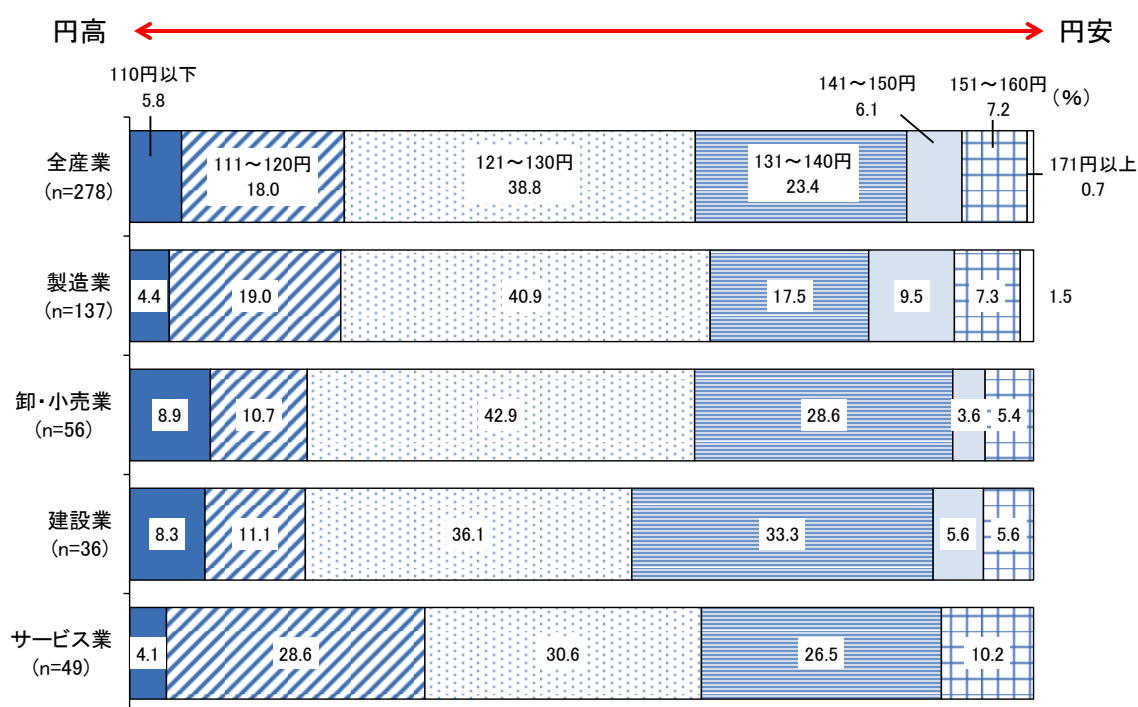 円高 円安
110円以下
5.8
141～150円
6.1
151～160円
7.2
(%)
全産業
(n=278)
111～120円
18.0
121～130円
38.8
131～140円
23.4
171円以上
0.7
製造業
(n=137)
4.4 19.0 40.9 17.5 9.5 7.3 1.5
卸・小売業
(n=56)
8.9 10.7 42.9 28.6 3.6 5.4
建設業
(n=36)
8.3 11.1 36.1 33.3 5.6 5.6
サービス業
(n=49)
4.1 28.6 30.6 26.5 10.2